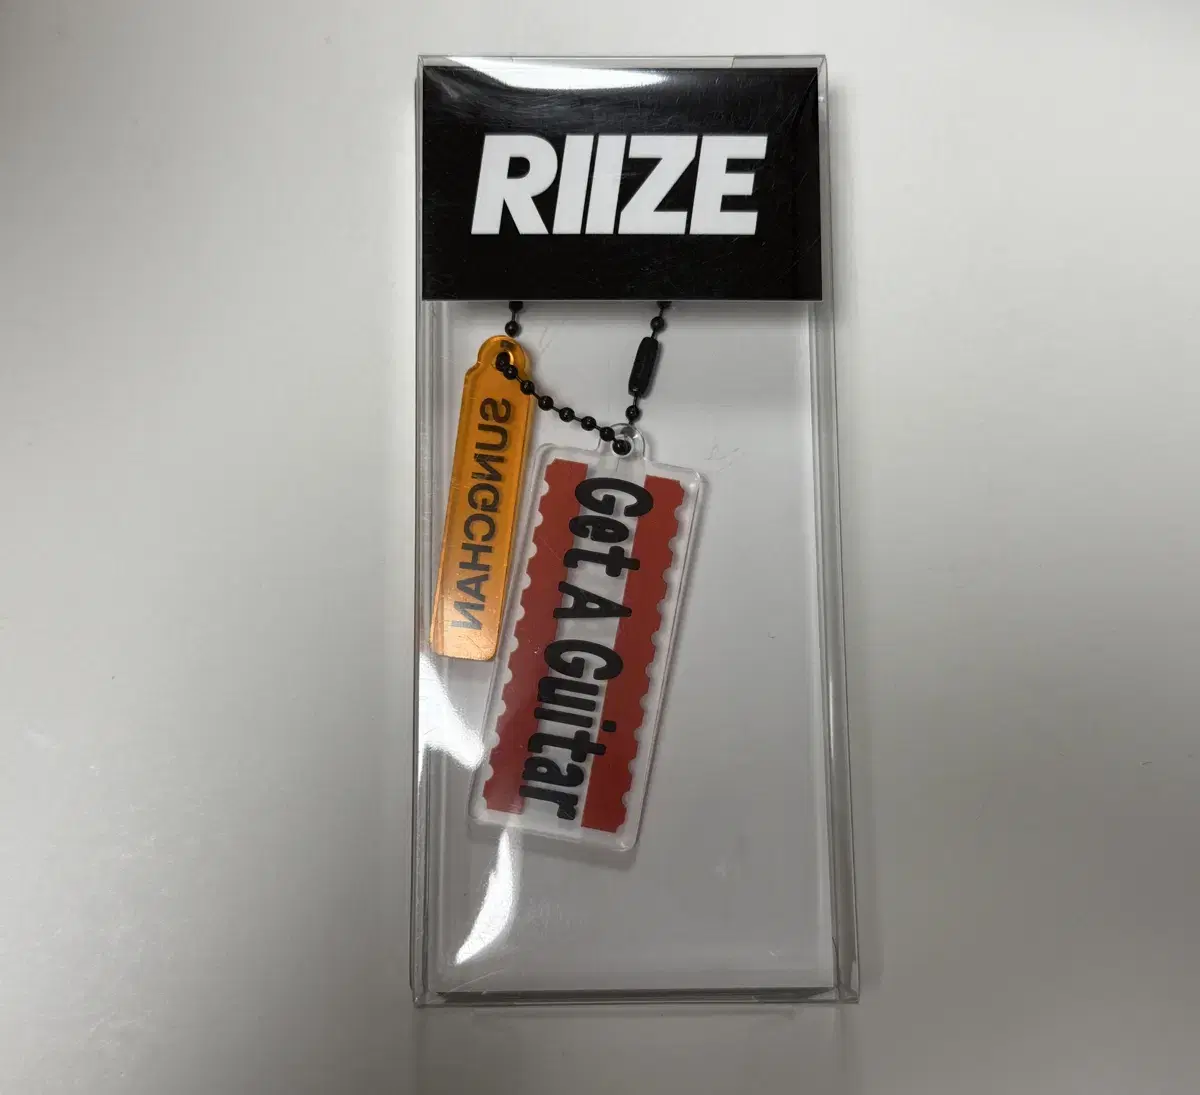 RIIZE
SUNGCHAN
Get A Guitar